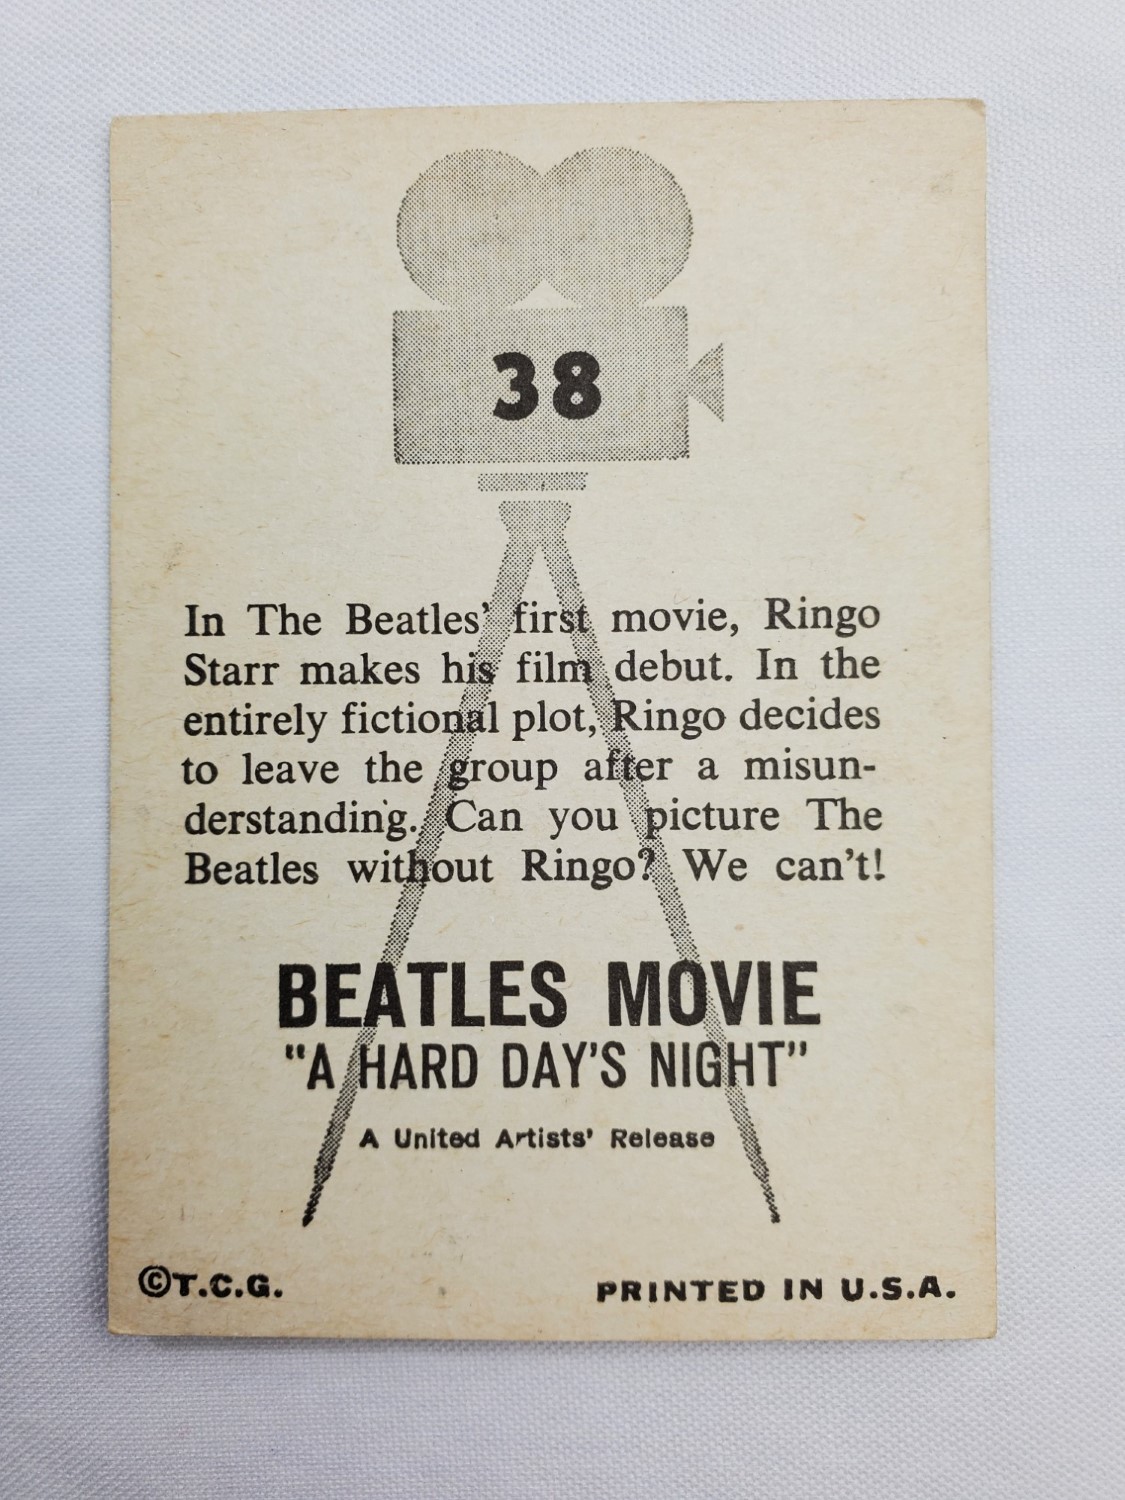 38
In The Beatles' first movie, Ringo
Starr makes his film debut. In the
entirely fictional plot, Ringo decides
to leave the group after a misun-
derstanding. Can you picture The
Beatles without Ringo? We can't!
BEATLES MOVIE
"A HARD DAY'S NIGHT"
A United Artists' Release
©T.C.G.
PRINTED IN U.S.A.